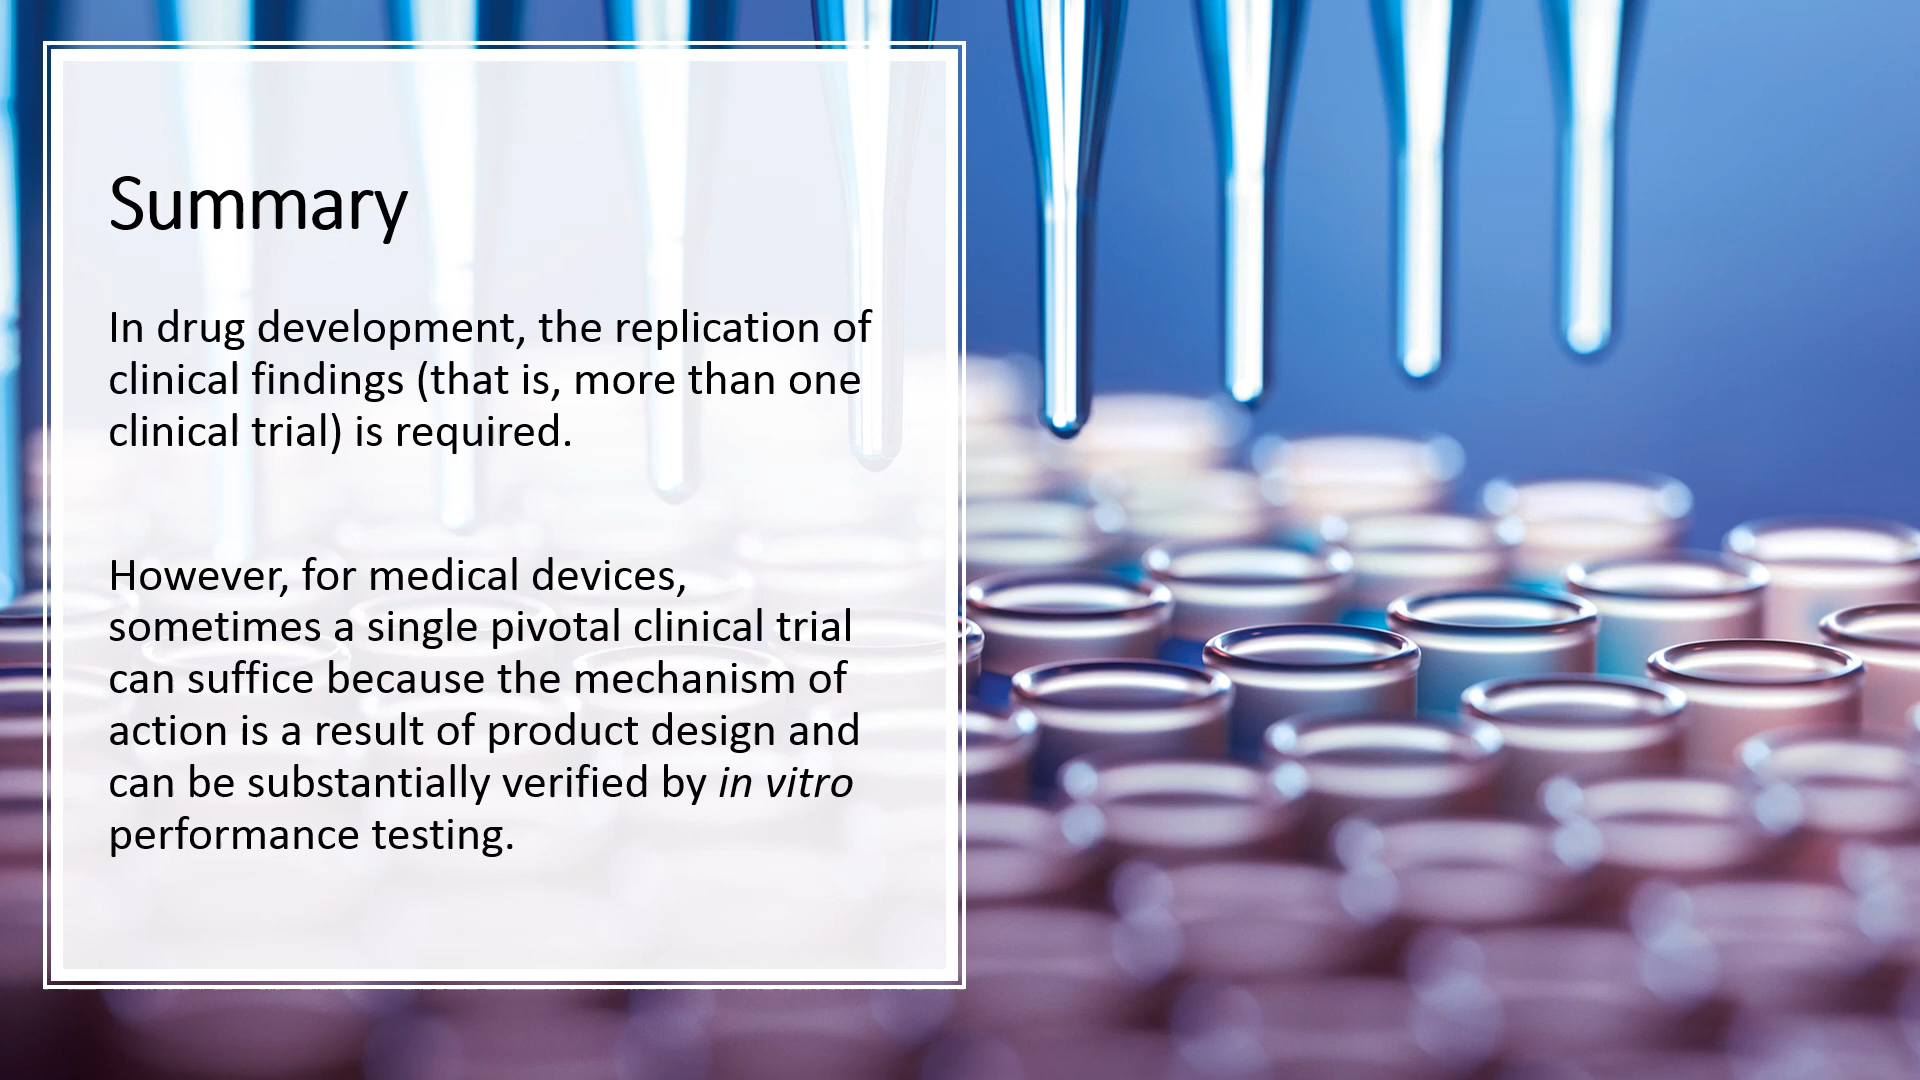 Summary
In drug development, the replication of
clinical findings (that is, more than one
clinical trial) is required.
However, for medical devices,
sometimes a single pivotal clinical trial
can suffice because the mechanism of
action is a result of product design and
can be substantially verified by in vitro
performance testing.